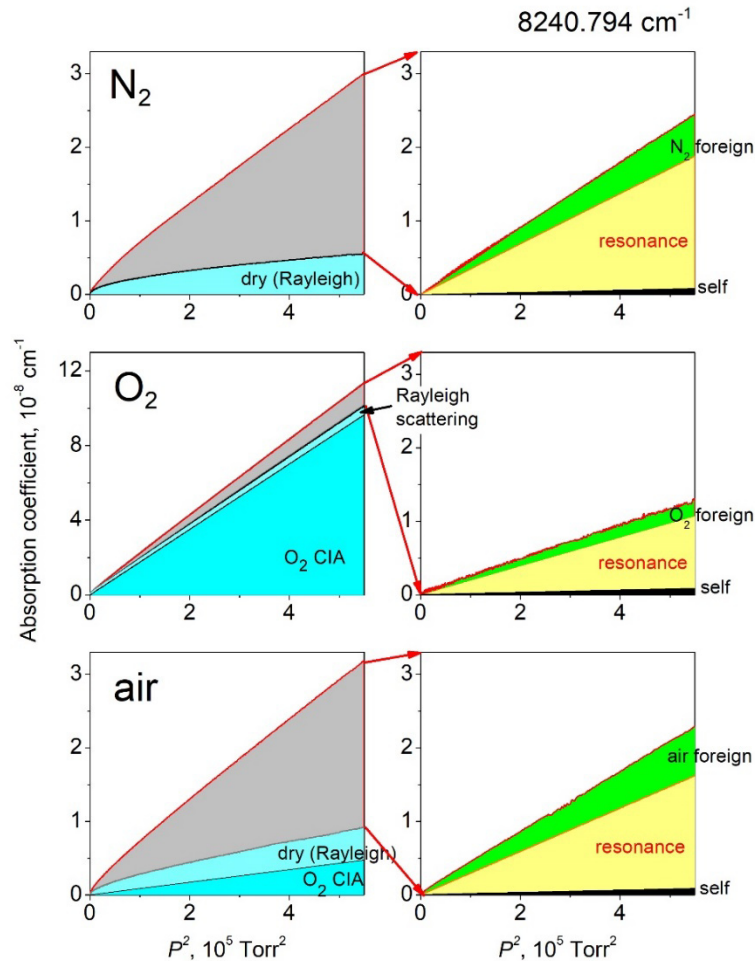 8240.794 cm⁻¹
N₂
dry (Rayleigh)
3
2
1
0
0 2 4
N₂ foreign
resonance
self
3
2
1
0
0 2 4
O₂
Rayleigh
scattering
O₂ CIA
12
8
4
0
0 2 4
O₂ foreign
resonance
self
3
2
1
0
0 2 4
Absorption coefficient, 10⁻⁸ cm⁻¹
air
dry (Rayleigh)
O₂ CIA
3
2
1
0
0 2 4
P², 10⁵ Torr²
air foreign
resonance
self
3
2
1
0
0 2 4
P², 10⁵ Torr²